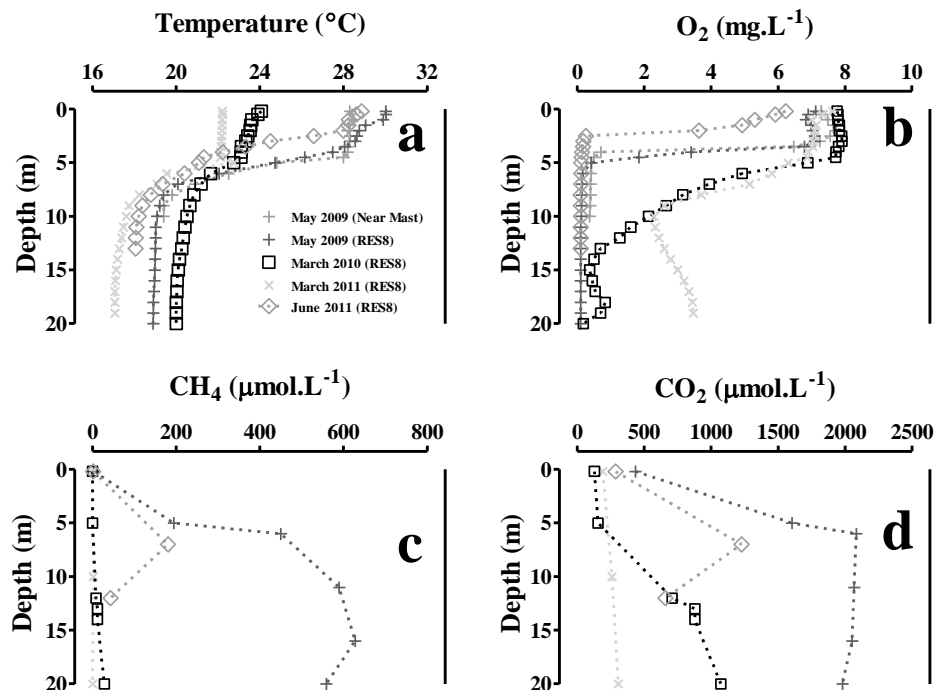 Temperature (°C)
16 20 24 28 32
0
5
10
15
20
Depth (m)
a
May 2009 (Near Mast)
May 2009 (RES8)
March 2010 (RES8)
March 2011 (RES8)
June 2011 (RES8)
O2 (mg.L-1)
0 2 4 6 8 10
0
5
10
15
20
Depth (m)
b
CH4 (μmol.L-1)
0 200 400 600 800
0
5
10
15
20
Depth (m)
c
CO2 (μmol.L-1)
0 500 1000 1500 2000 2500
0
5
10
15
20
Depth (m)
d